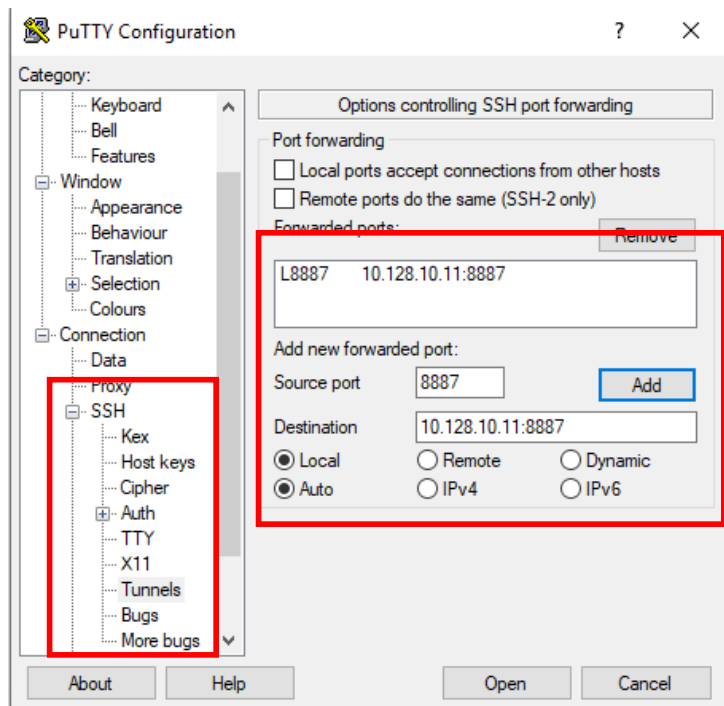 PuTTY Configuration
?
Category:
Keyboard
Bell
Features
Window
Appearance
Behaviour
Translation
Selection
Colours
Connection
Data
Proxy
SSH
Kex
Host keys
Cipher
Auth
TTY
X11
Tunnels
Bugs
More bugs
Options controlling SSH port forwarding
Port forwarding
Local ports accept connections from other hosts
Remote ports do the same (SSH-2 only)
Forwarded ports:
Remove
L8887 10.128.10.11:8887
Add new forwarded port:
Source port 8887 Add
Destination 10.128.10.11:8887
Local Remote Dynamic
Auto IPv4 IPv6
About Help Open Cancel